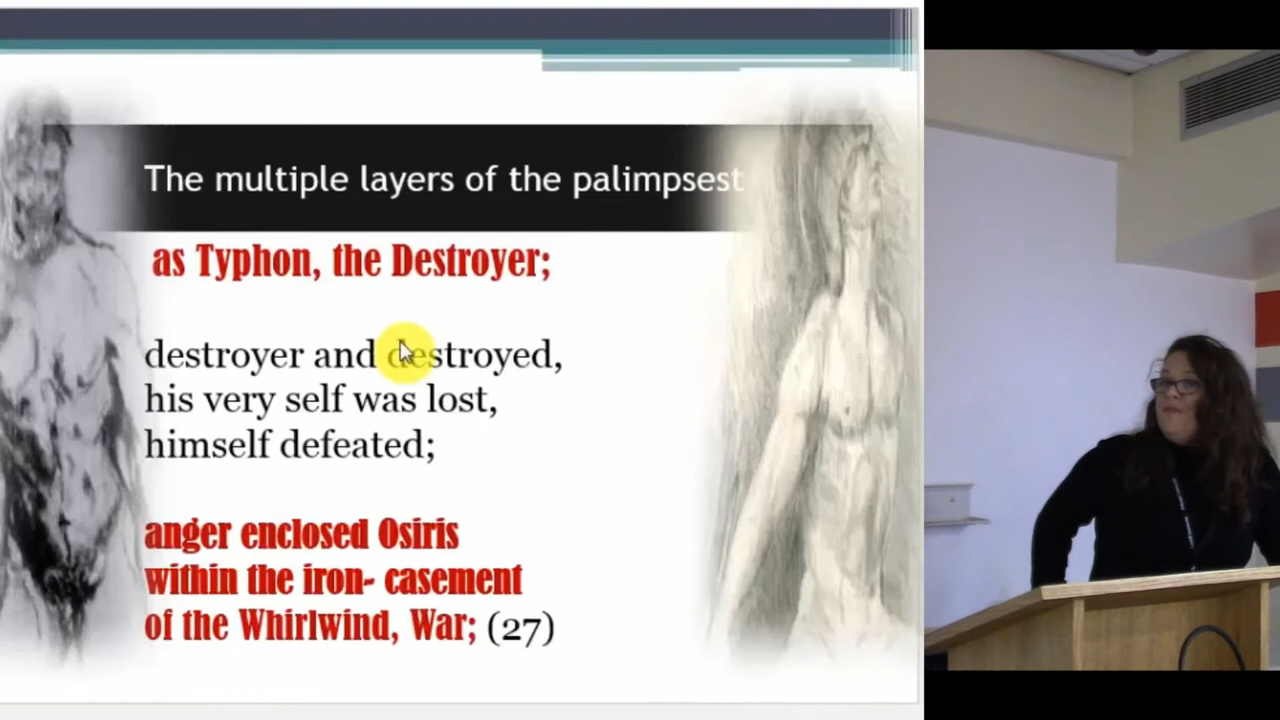 The multiple layers of the palimpsest
as Typhon, the Destroyer;
destroyer and destroyed,
his very self was lost,
himself defeated;
anger enclosed Osiris
within the iron- casement
of the Whirlwind, War; (27)